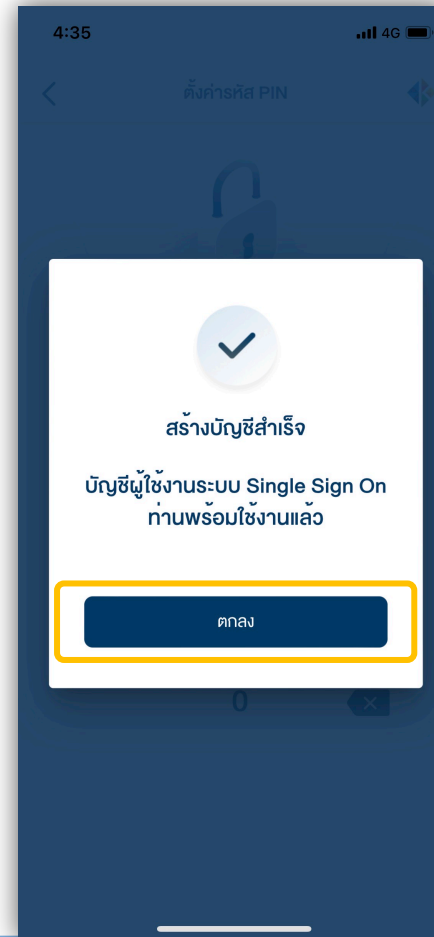 4:35 4G
ตั้งค่ารหัส PIN
สร้างบัญชีสำเร็จ
บัญชีผู้ใช้งานระบบ Single Sign On
ท่านพร้อมใช้งานแล้ว
ตกลง
0